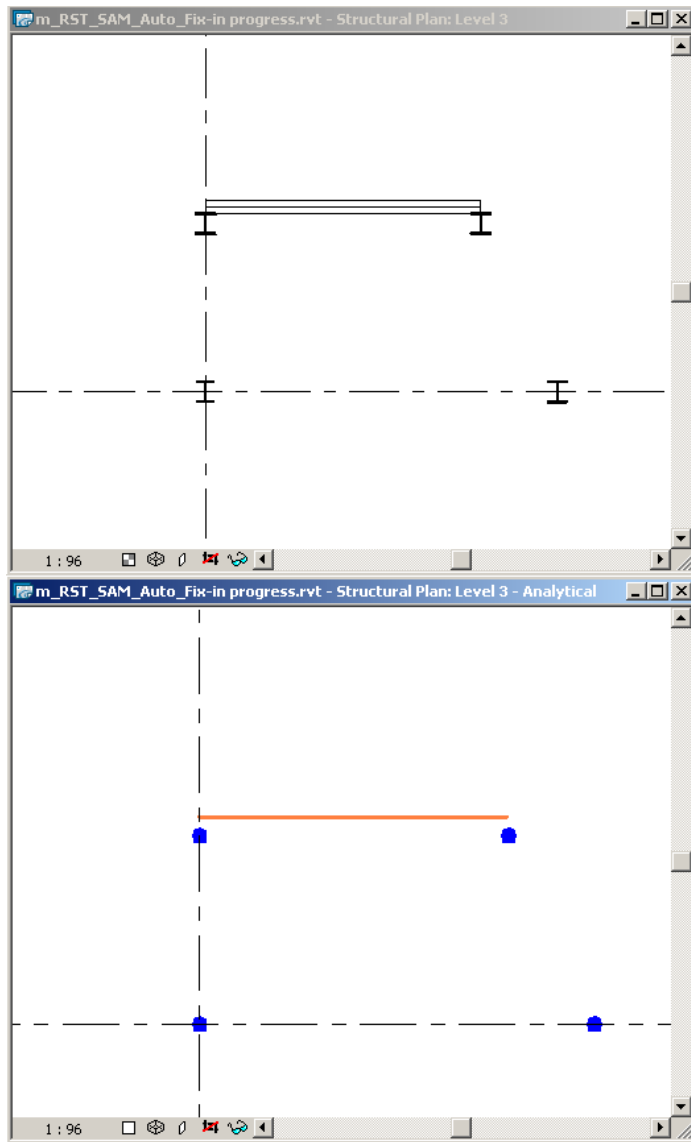 m_RST_SAM_Auto_Fix-in progress.rvt - Structural Plan: Level 3
1 : 96
m_RST_SAM_Auto_Fix-in progress.rvt - Structural Plan: Level 3 - Analytical
1 : 96